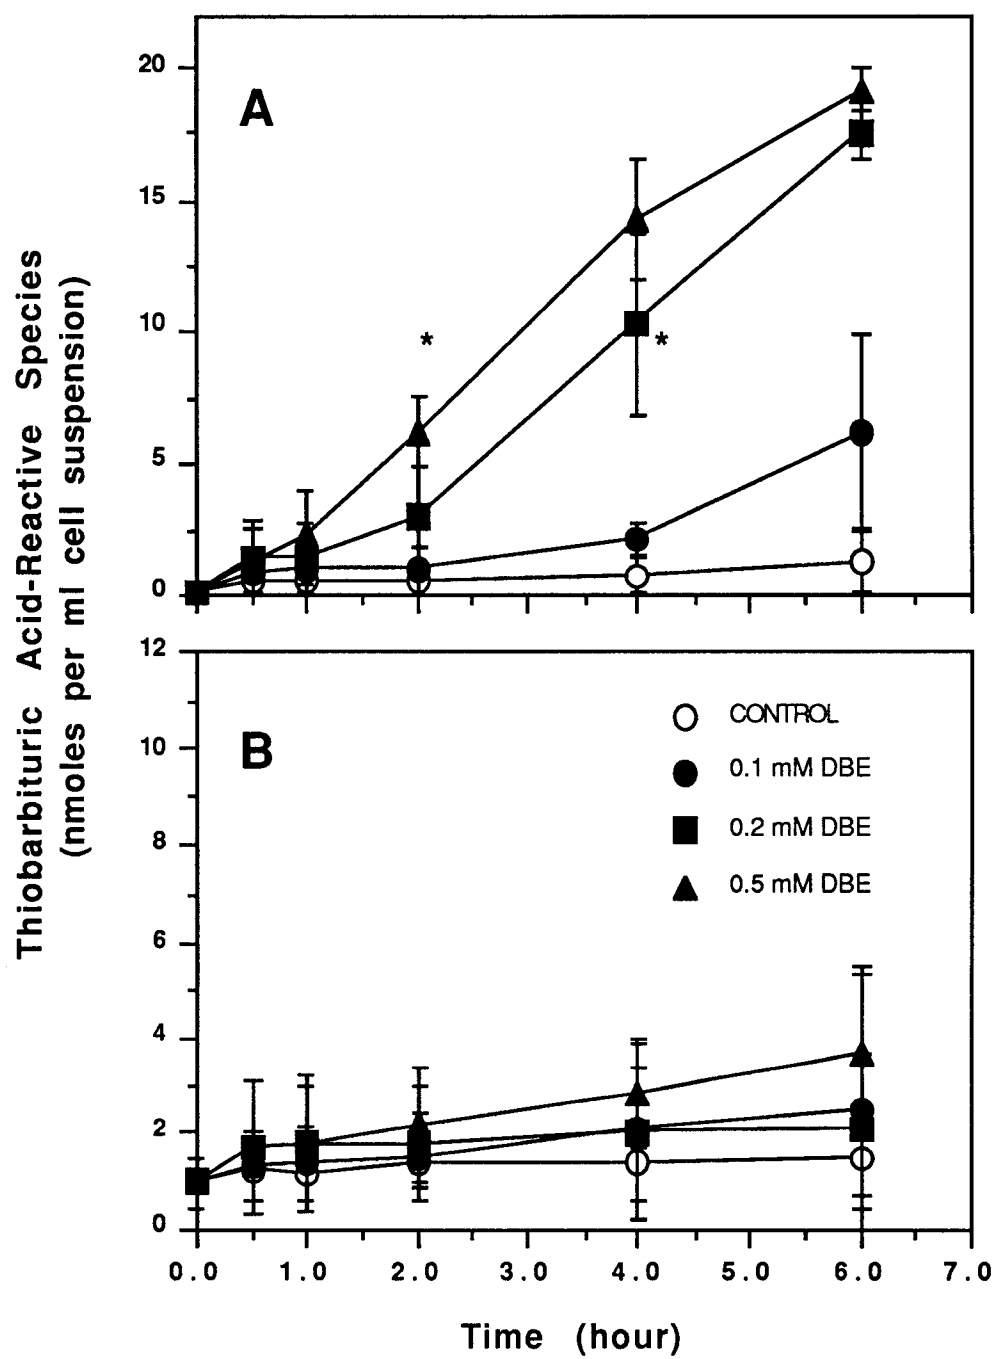 Thiobarbituric Acid-Reactive Species
(nmoles per ml cell suspension)
A
20
15
10
5
0
*
*
B
12
10
8
6
4
2
0
CONTROL
0.1 mM DBE
0.2 mM DBE
0.5 mM DBE
0.0 1.0 2.0 3.0 4.0 5.0 6.0 7.0
Time (hour)